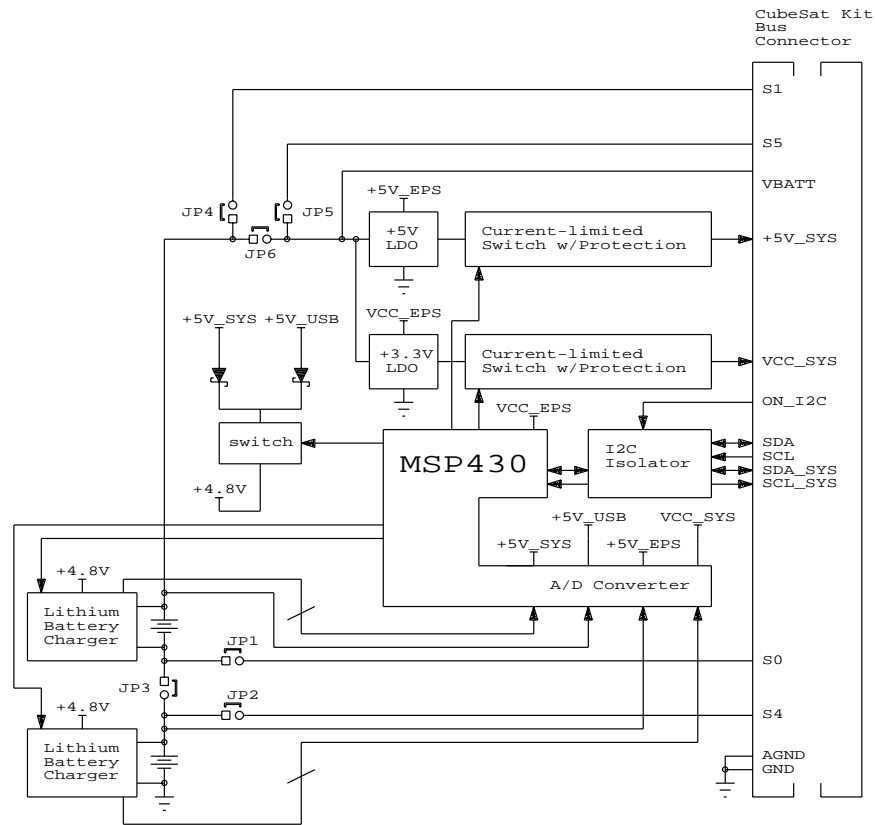 CubeSat Kit
Bus
Connector
S1
S5
VBATT
+5V_EPS
JP4
JP5
JP6
+5V
LDO
Current-limited
Switch w/Protection
+5V_SYS
+5V_SYS
+5V_USB
VCC_EPS
+3.3V
LDO
Current-limited
Switch w/Protection
VCC_SYS
VCC_EPS
ON_I2C
switch
MSP430
I2C
Isolator
SDA
SCL
SDA_SYS
SCL_SYS
+4.8V
+5V_USB
VCC_SYS
+5V_SYS
+5V_EPS
A/D Converter
+4.8V
Lithium
Battery
Charger
JP1
S0
JP3
JP2
S4
+4.8V
Lithium
Battery
Charger
AGND
GND